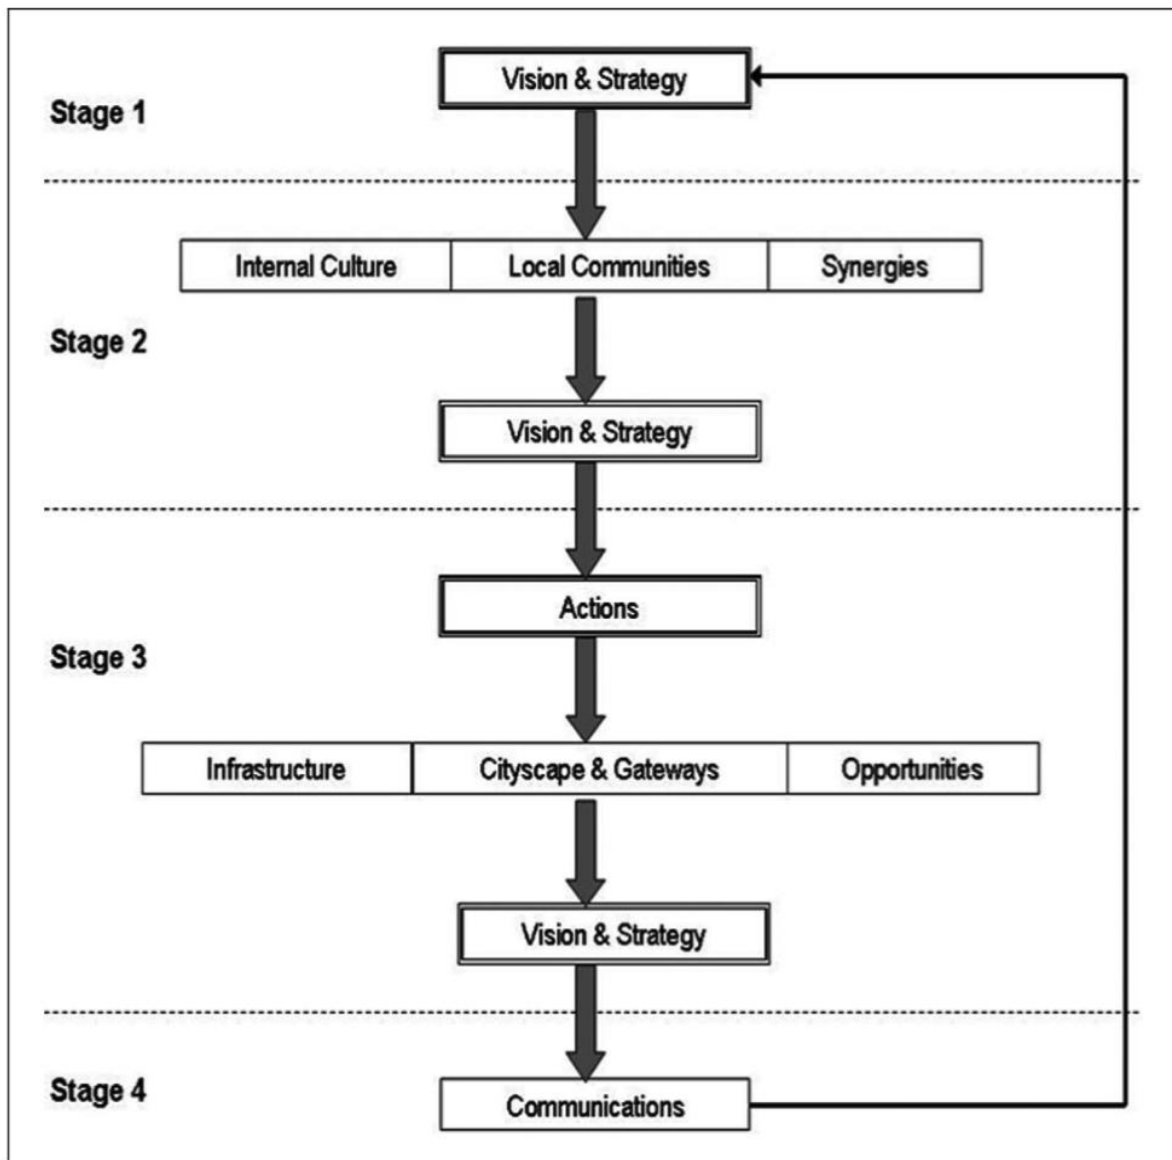 Vision & Strategy
Stage 1
Internal Culture
Local Communities
Synergies
Stage 2
Vision & Strategy
Actions
Stage 3
Infrastructure
Cityscape & Gateways
Opportunities
Vision & Strategy
Stage 4
Communications